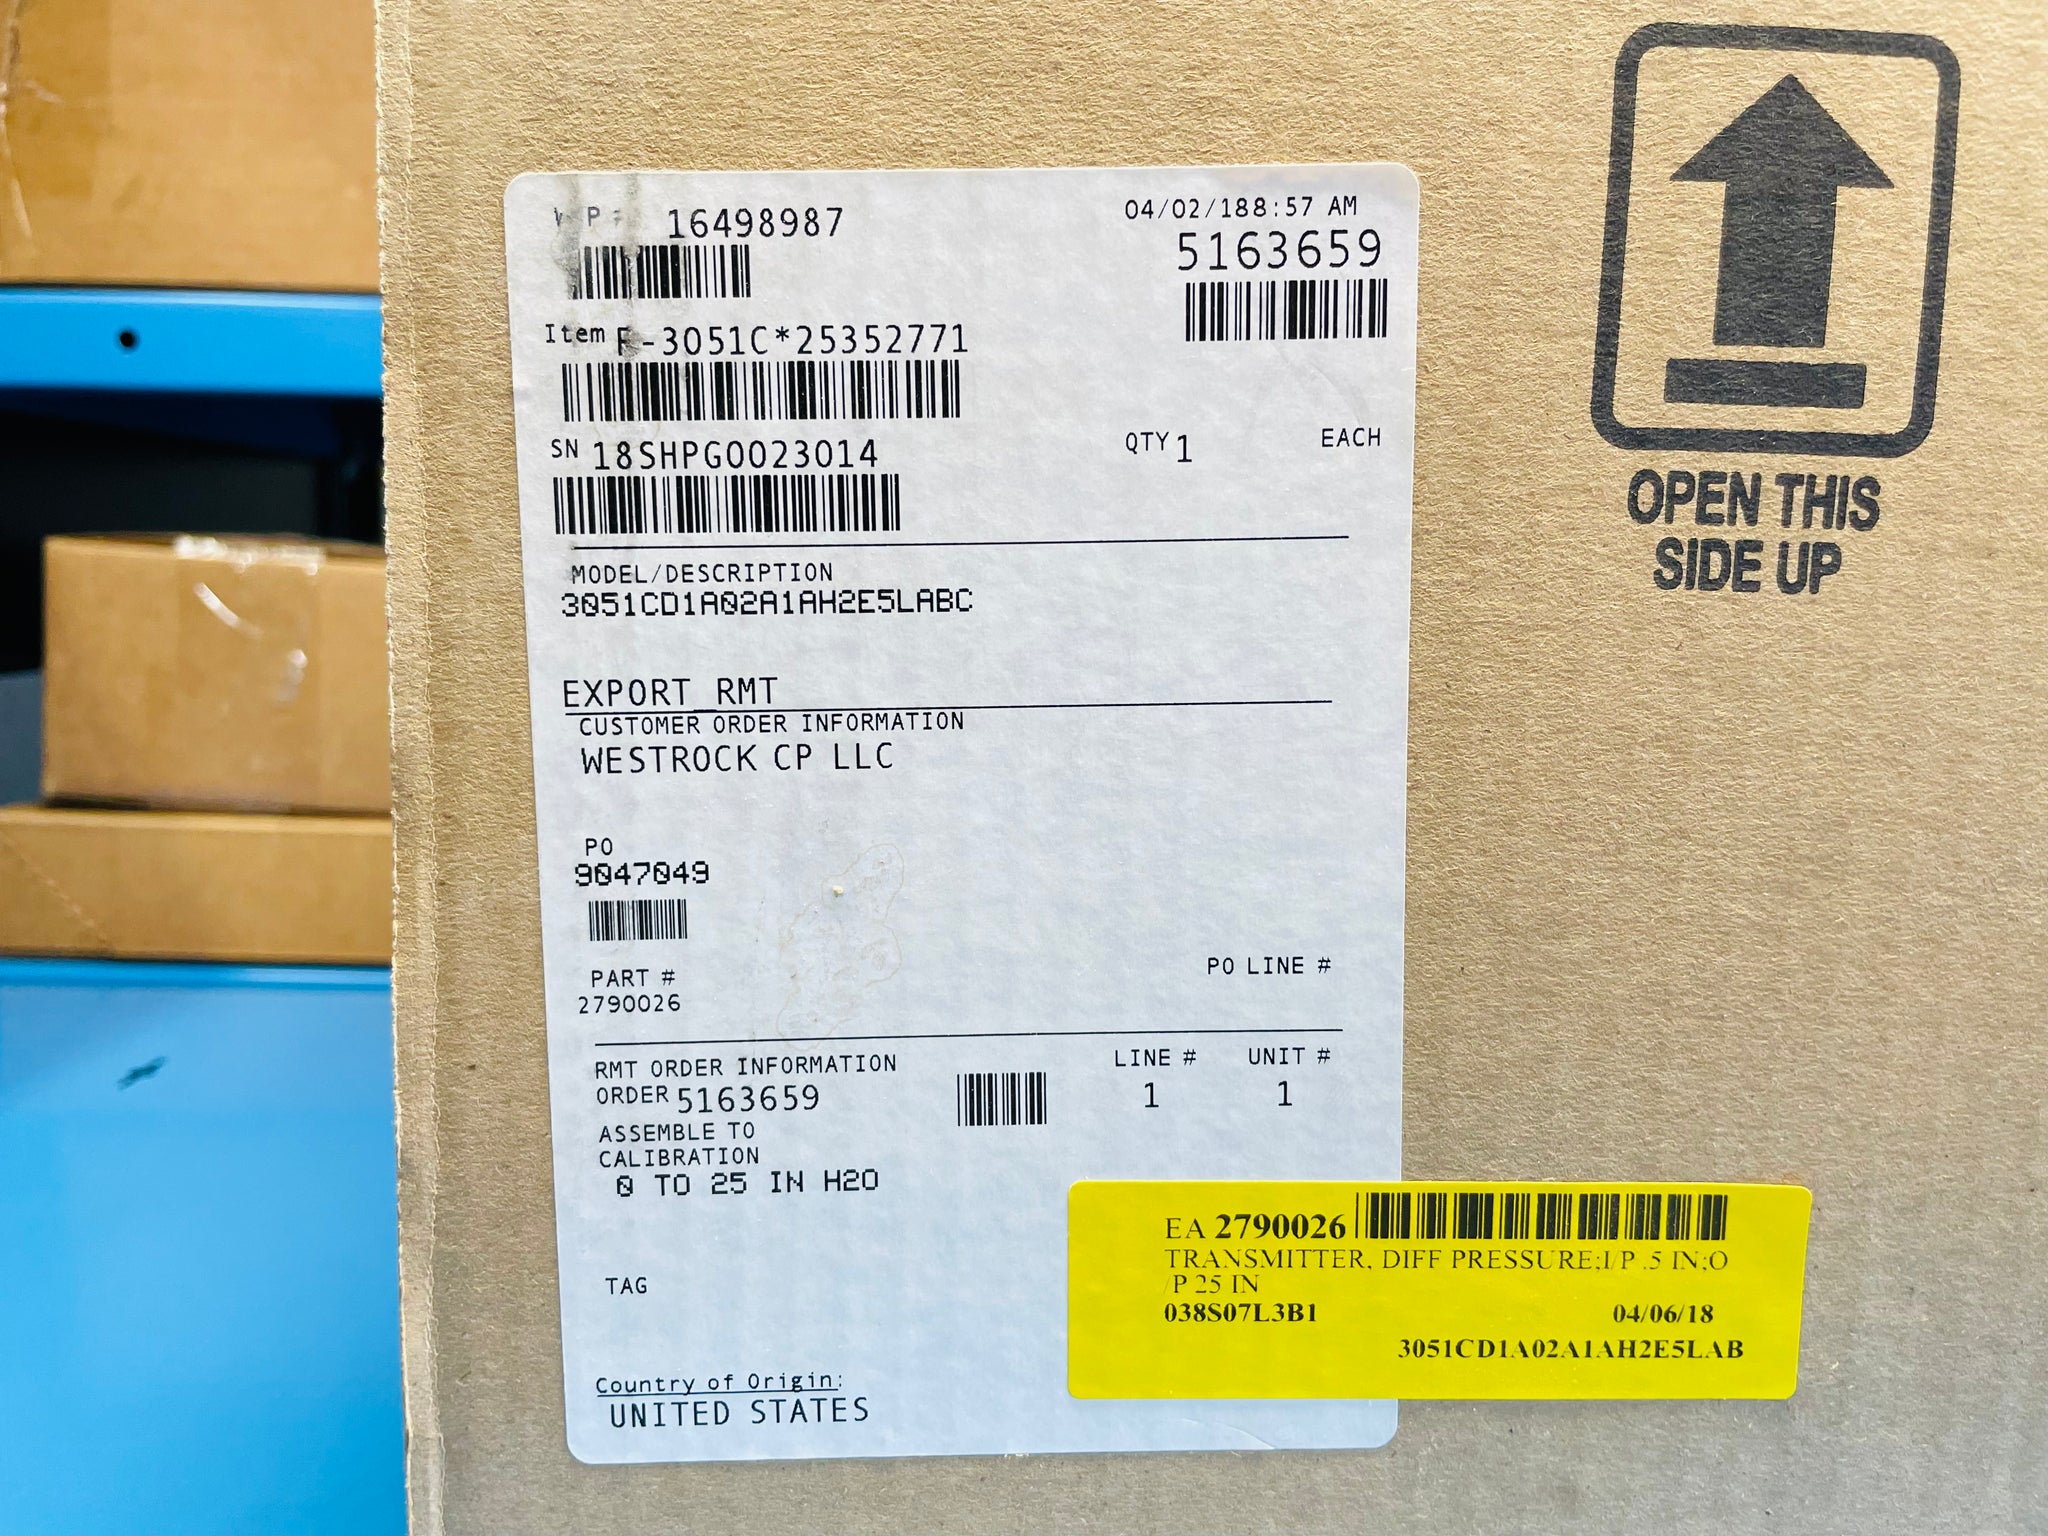 16498987
04/02/188:57 AM
5163659
Item F-3051C*25352771
SN 18SHPG0023014
QTY 1 EACH
MODEL/DESCRIPTION
3051CD1A02A1AH2E5LABC
EXPORT_RMT
CUSTOMER ORDER INFORMATION
WESTROCK CP LLC
PO
9047049
PO LINE #
PART #
2790026
RMT ORDER INFORMATION
LINE # UNIT #
ORDER 5163659
1 1
ASSEMBLE TO
CALIBRATION
0 TO 25 IN H2O
TAG
Country of Origin:
UNITED STATES
EA 2790026
TRANSMITTER, DIFF PRESSURE;I/P .5 IN;O
/P 25 IN
038S07L3B1 04/06/18
3051CD1A02A1AH2E5LAB
OPEN THIS
SIDE UP